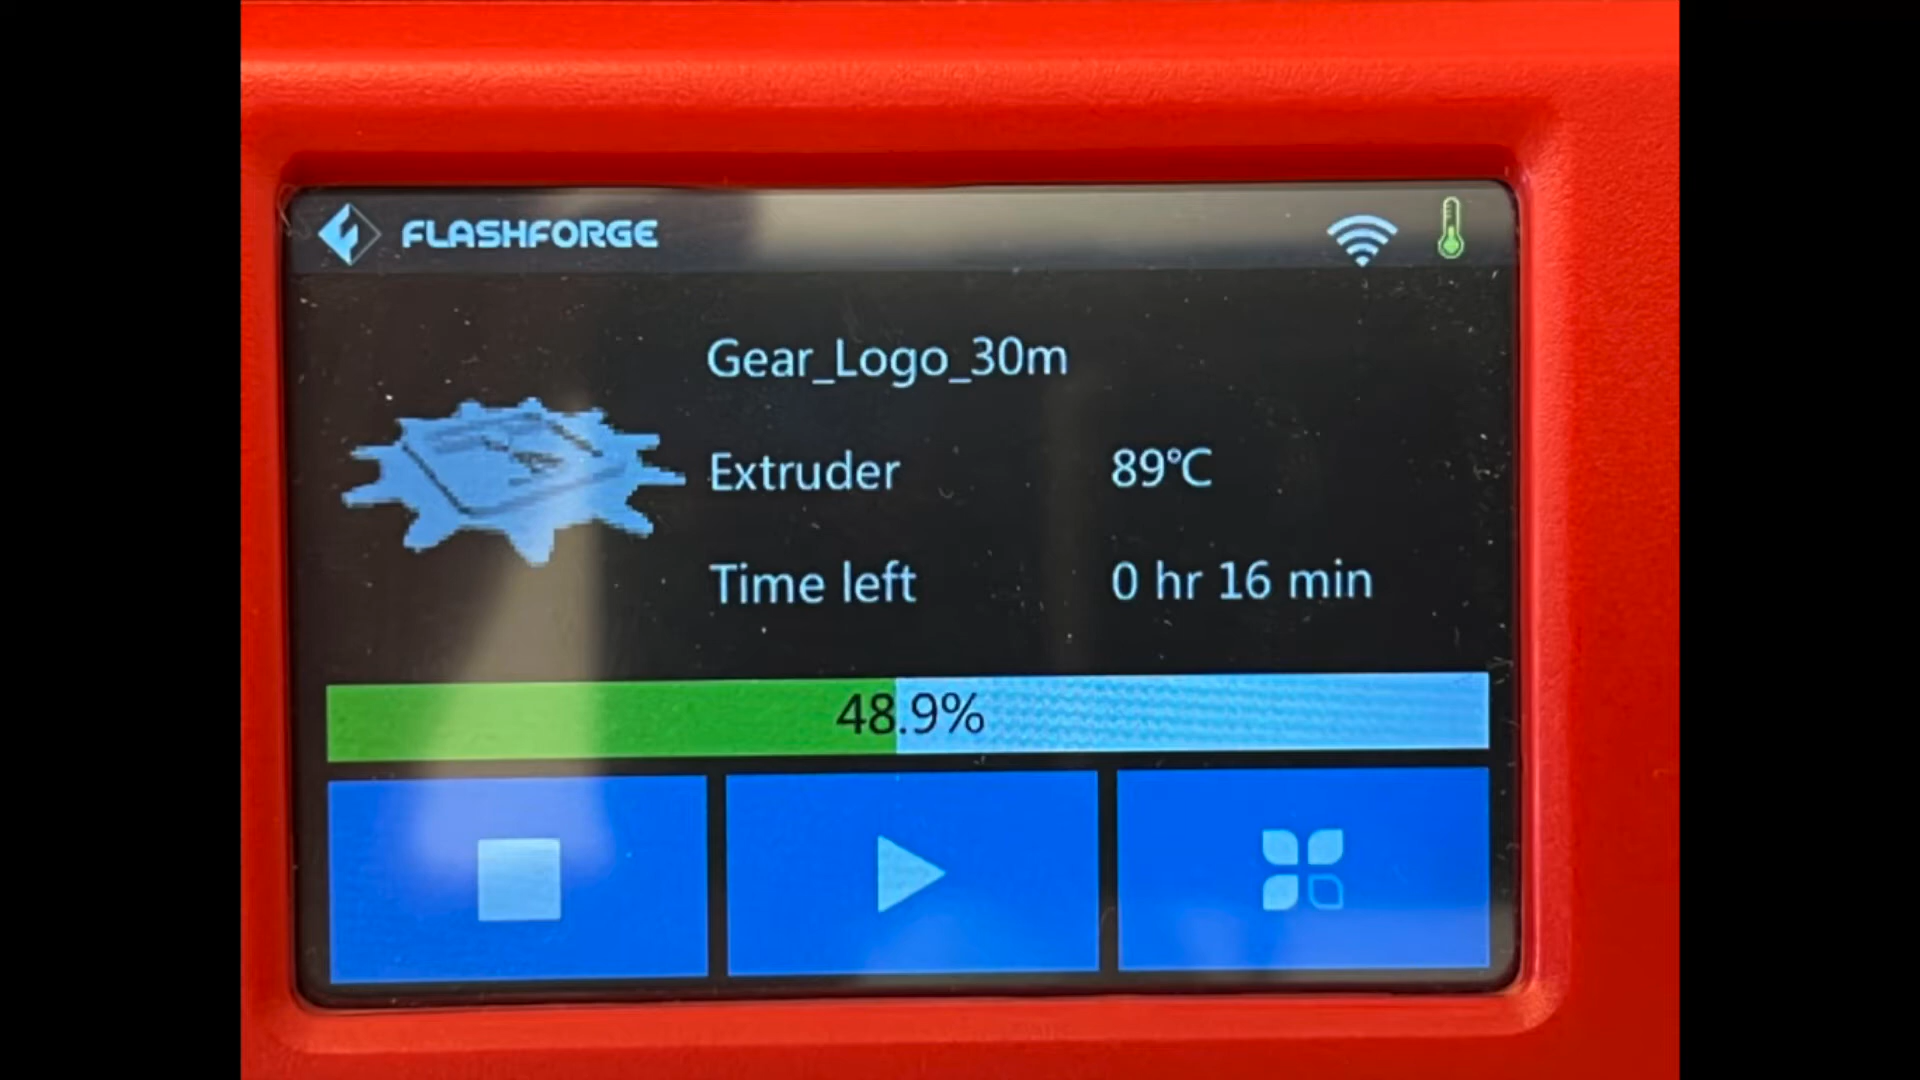 FLASHFORGE
Gear_Logo_30m
Extruder 89℃
Time left 0 hr 16 min
48.9%